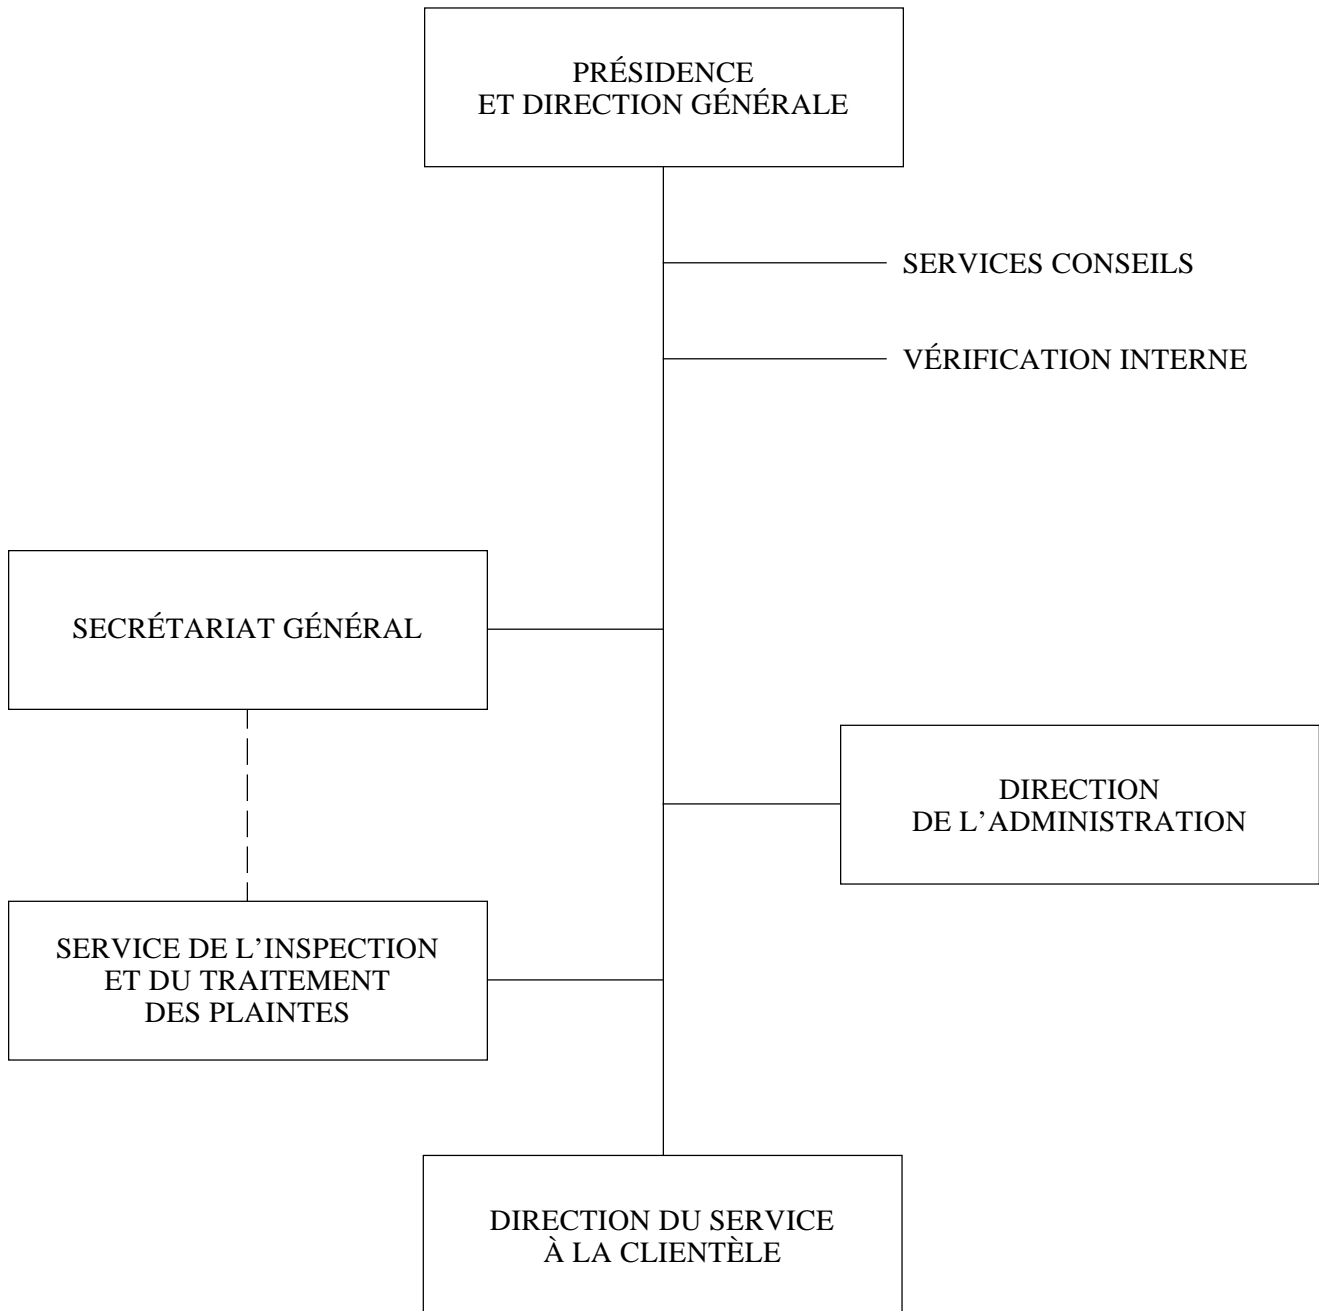 PRÉSIDENCE
ET DIRECTION GÉNÉRALE
SERVICES CONSEILS
VÉRIFICATION INTERNE
SECRÉTARIAT GÉNÉRAL
DIRECTION
DE L’ADMINISTRATION
SERVICE DE L’INSPECTION
ET DU TRAITEMENT
DES PLAINTES
DIRECTION DU SERVICE
À LA CLIENTÈLE